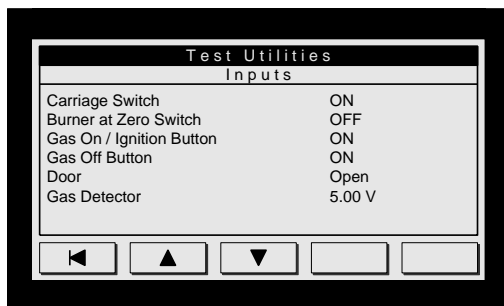 Test Utilities
Inputs
Carriage Switch ON
Burner at Zero Switch OFF
Gas On / Ignition Button ON
Gas Off Button ON
Door Open
Gas Detector 5.00 V